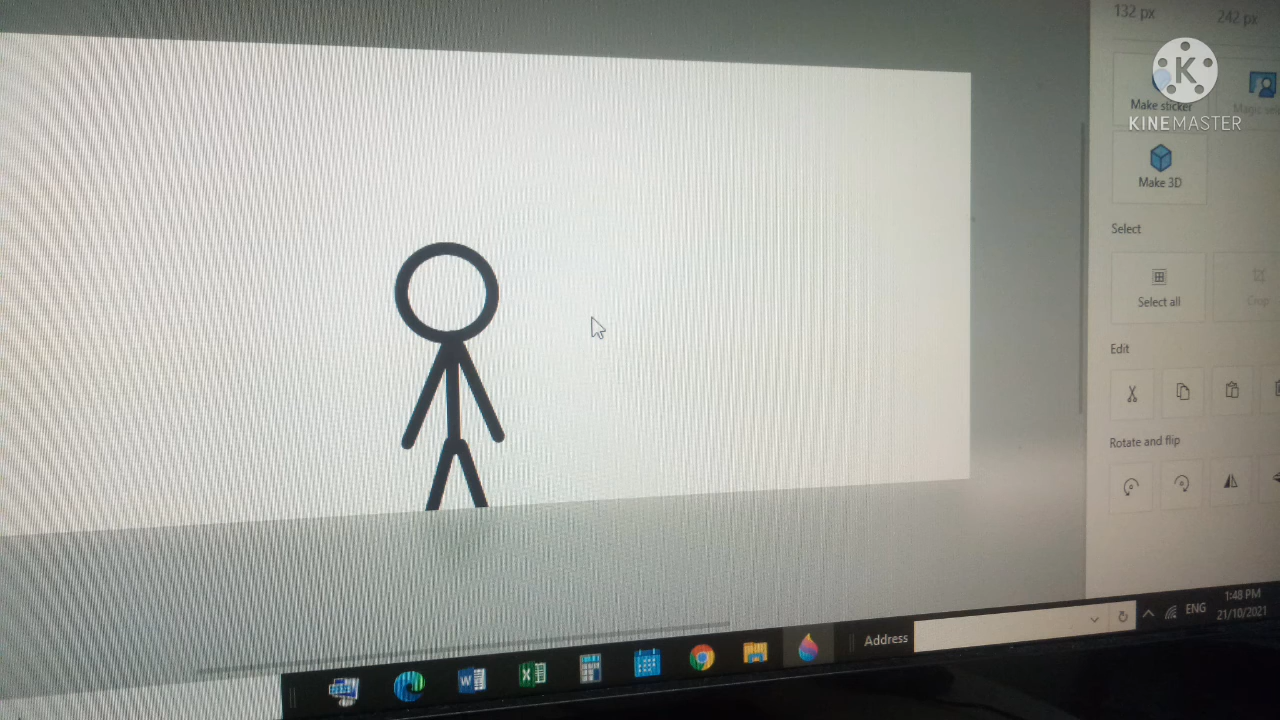 132 px 242 px
KINEMASTER
Make sticker
Make 3D
Select
Select all
Crop
Edit
Rotate and flip
ENG
1:48 PM
21/10/2021
Address